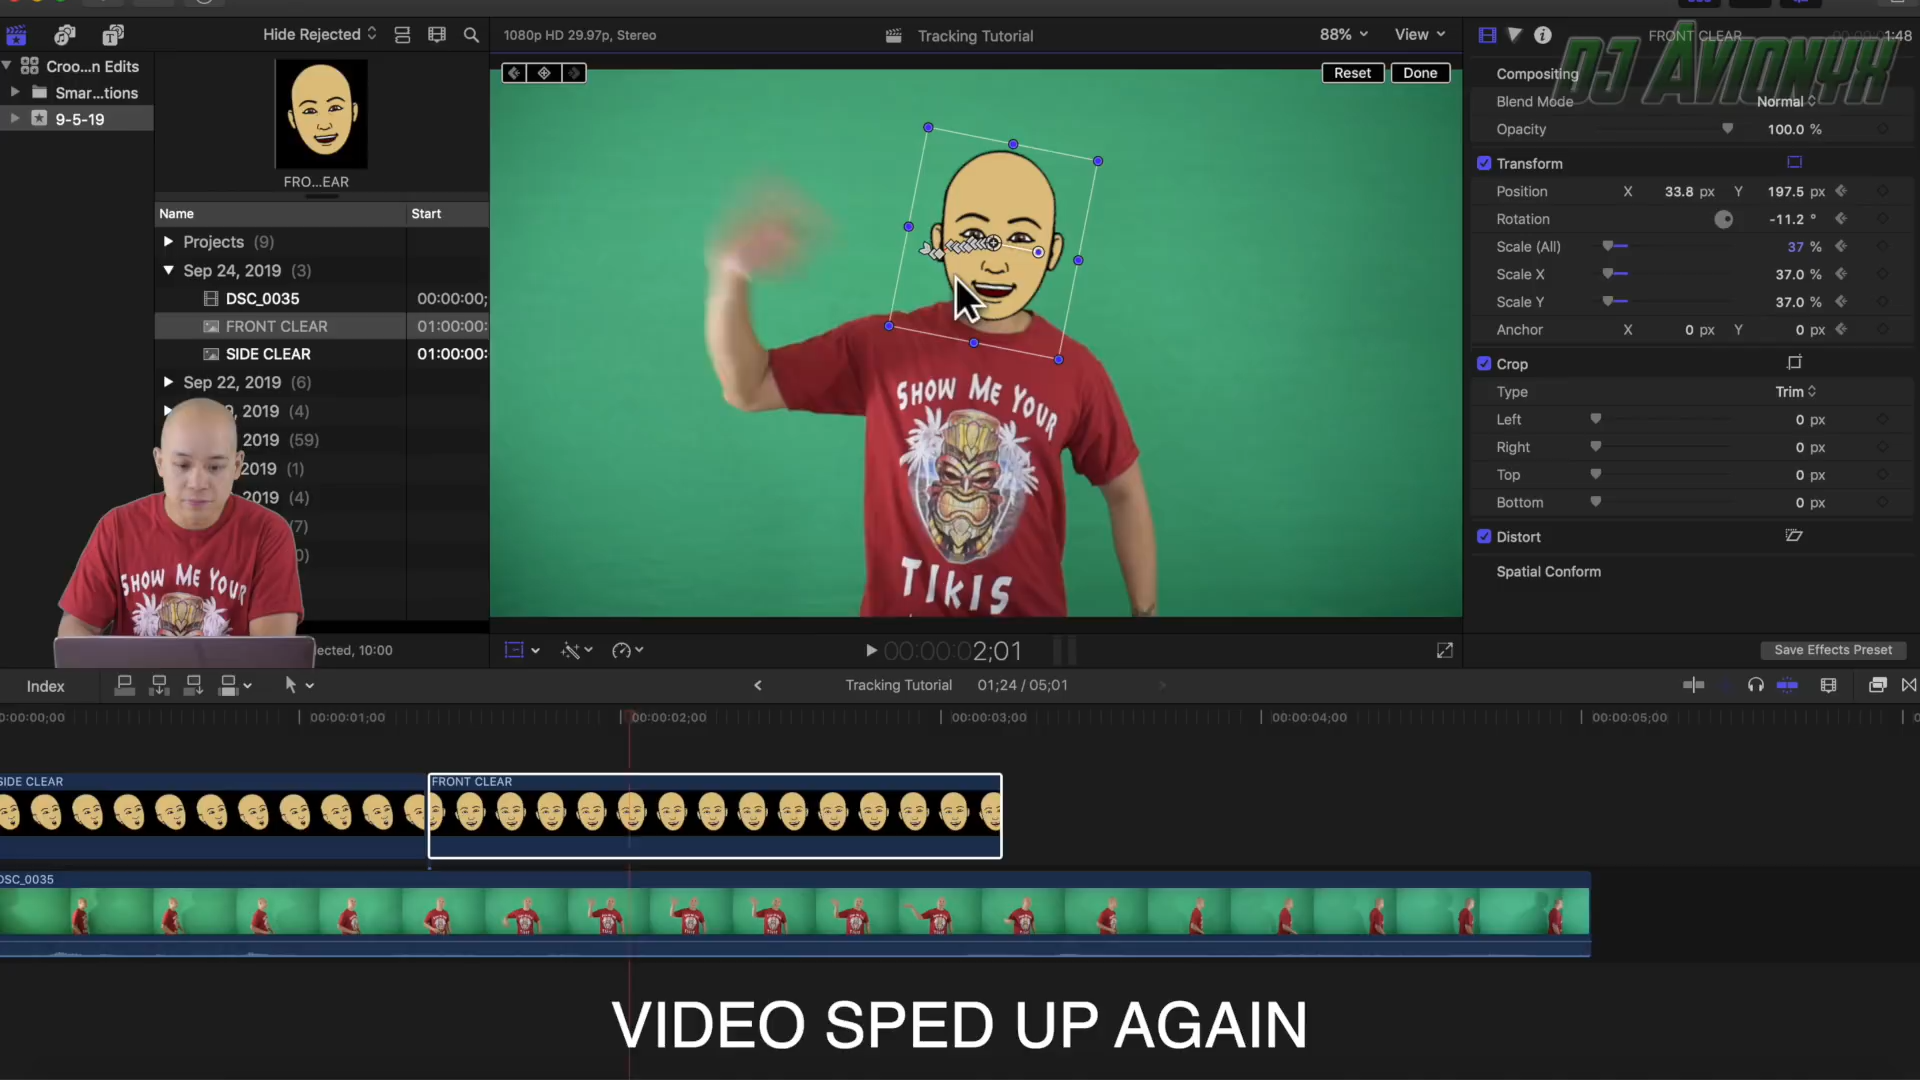 Hide Rejected
1080p HD 29.97p, Stereo
Tracking Tutorial
88%
View
FRONT CLEAR
1:48
DJ AVIONYX
Croo...n Edits
Smar...tions
9-5-19
FRO...EAR
Reset
Done
Compositing
Blend Mode
Normal
Opacity
100.0 %
Transform
Position X 33.8 px Y 197.5 px
Rotation
-11.2 °
Scale (All)
37 %
Scale X
37.0 %
Scale Y
37.0 %
Anchor X 0 px Y 0 px
Crop
Type
Trim
Left
0 px
Right
0 px
Top
0 px
Bottom
0 px
Distort
Spatial Conform
Save Effects Preset
Name
Start
Projects (9)
Sep 24, 2019 (3)
DSC_0035
00:00:00;
FRONT CLEAR
01:00:00:
SIDE CLEAR
01:00:00:
Sep 22, 2019 (6)
, 2019 (4)
2019 (59)
2019 (1)
2019 (4)
(7)
ected, 10:00
SHOW ME YOUR
SHOW ME YOUR
TIKIS
00:00:02;01
Index
Tracking Tutorial
01;24 / 05;01
0:00:00;00
00:00:01;00
00:00:02;00
00:00:03;00
00:00:04;00
00:00:05;00
SIDE CLEAR
FRONT CLEAR
DSC_0035
VIDEO SPED UP AGAIN